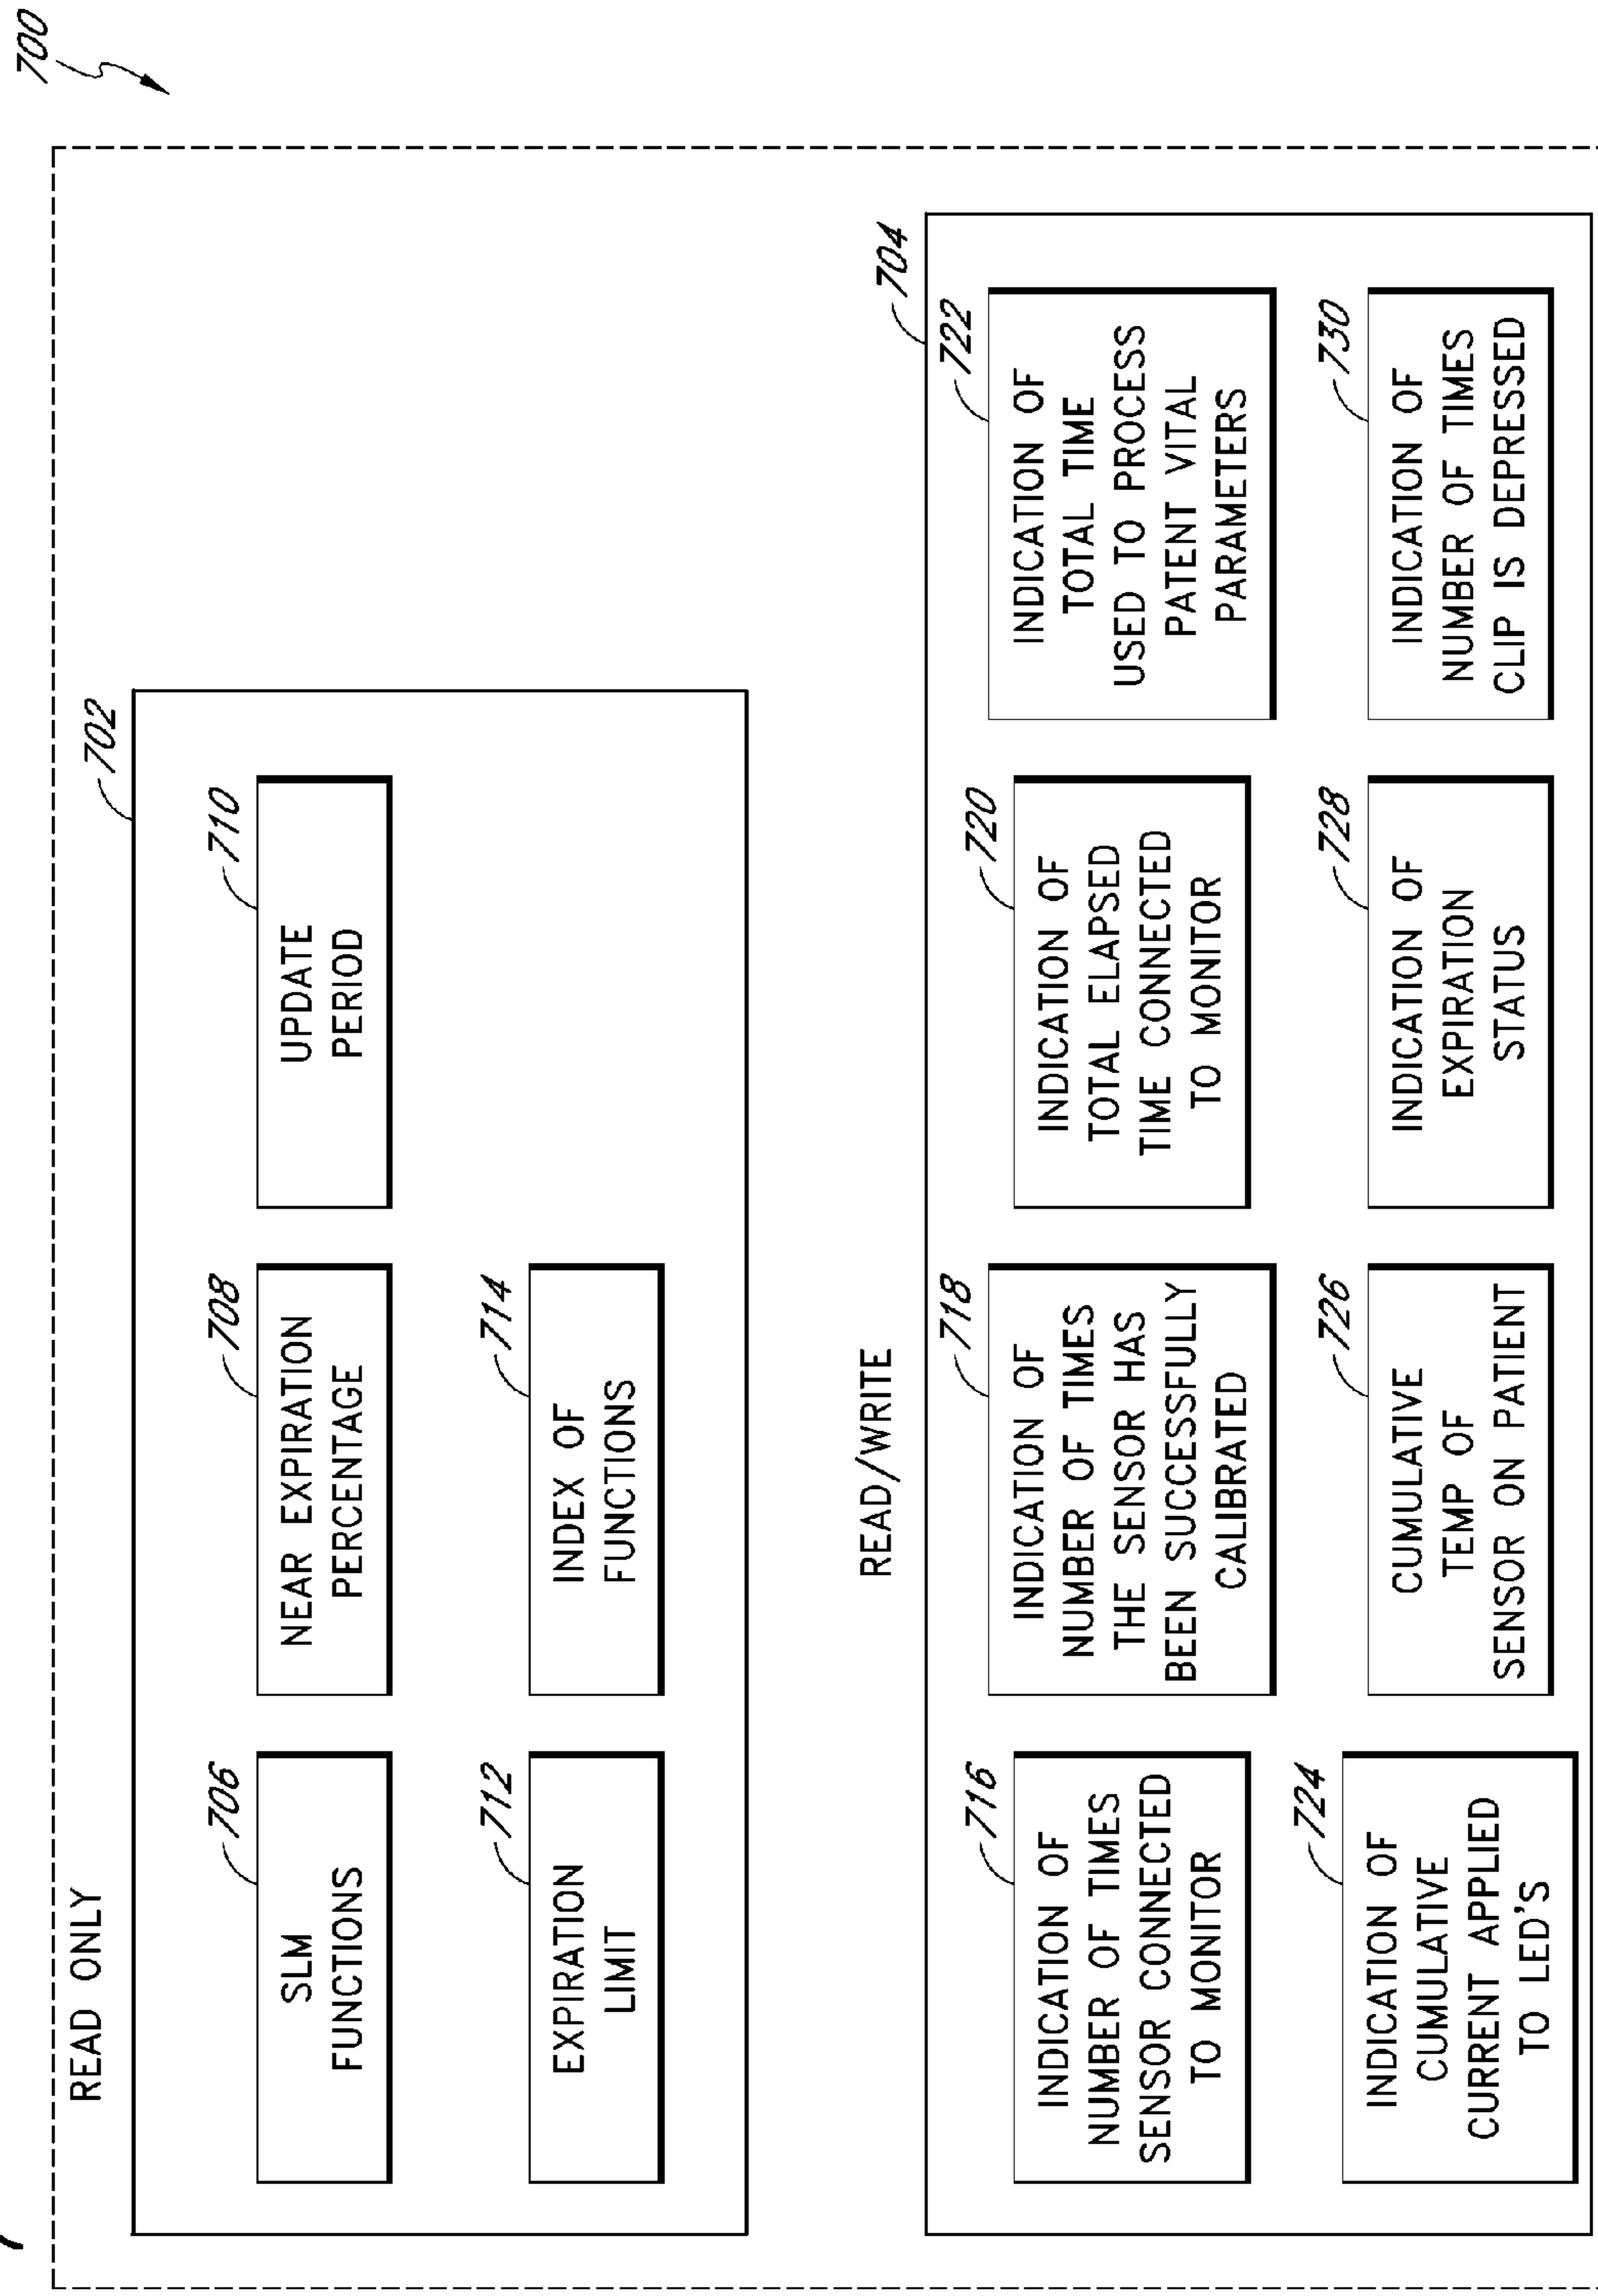 700
READ ONLY
702
706
SLM
FUNCTIONS
708
NEAR EXPIRATION
PERCENTAGE
710
UPDATE
PERIOD
712
EXPIRATION
LIMIT
714
INDEX OF
FUNCTIONS
READ/WRITE
704
716
INDICATION OF
NUMBER OF TIMES
SENSOR CONNECTED
TO MONITOR
718
INDICATION OF
NUMBER OF TIMES
THE SENSOR HAS
BEEN SUCCESSFULLY
CALIBRATED
720
INDICATION OF
TOTAL ELAPSED
TIME CONNECTED
TO MONITOR
722
INDICATION OF
TOTAL TIME
USED TO PROCESS
PATENT VITAL
PARAMETERS
724
INDICATION OF
CUMULATIVE
CURRENT APPLIED
TO LED'S
726
CUMULATIVE
TEMP OF
SENSOR ON PATIENT
728
INDICATION OF
EXPIRATION
STATUS
730
INDICATION OF
NUMBER OF TIMES
CLIP IS DEPRESSED